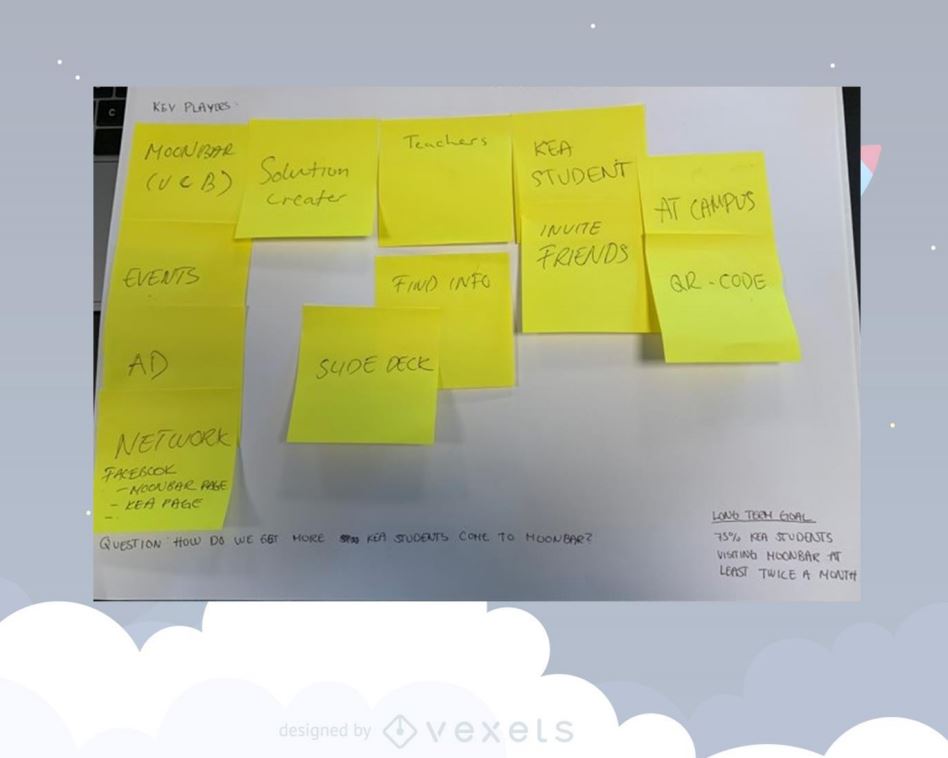 KEY PLAYERS:
MOONBAR
(U C B)
Solution
creater
Teachers
KEA
STUDENT
AT CAMPUS
EVENTS
FIND INFO
INVITE
FRIENDS
QR-CODE
AD
SLIDE DECK
NETWORK
FACEBOOK
- MOONBAR PAGE
- KEA PAGE
QUESTION: HOW DO WE GET MORE KEA STUDENTS COME TO MOONBAR?
LONG TERM GOAL
75% KEA STUDENTS
VISITING MOONBAR AT
LEAST TWICE A MONTH
designed by vexels